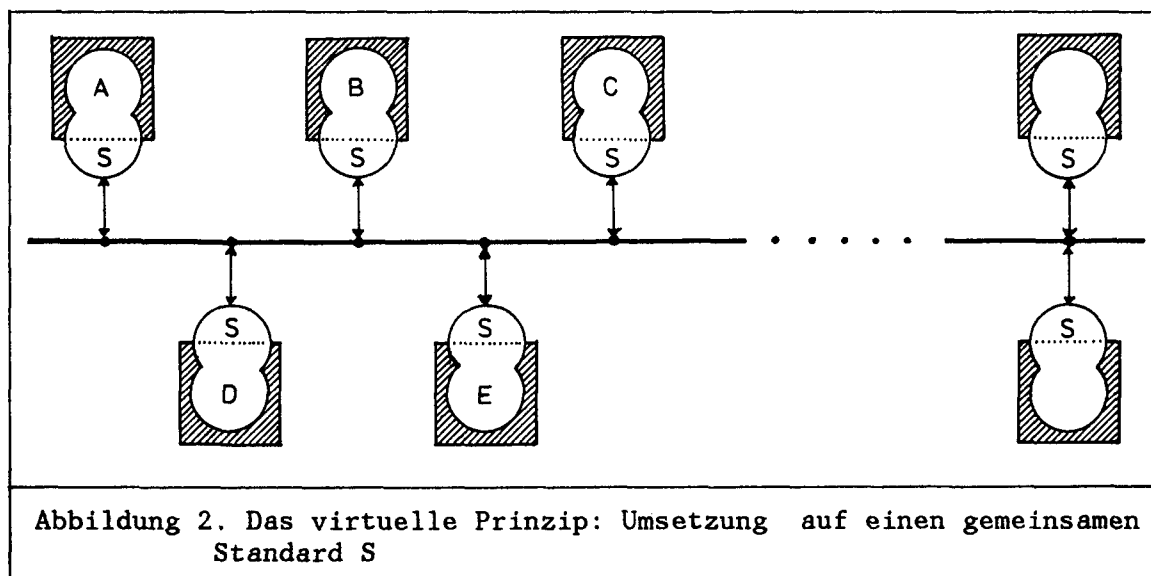 A
B
C
S
S
S
S
S
S
S
D
E
Abbildung 2. Das virtuelle Prinzip: Umsetzung auf einen gemeinsamen
Standard S